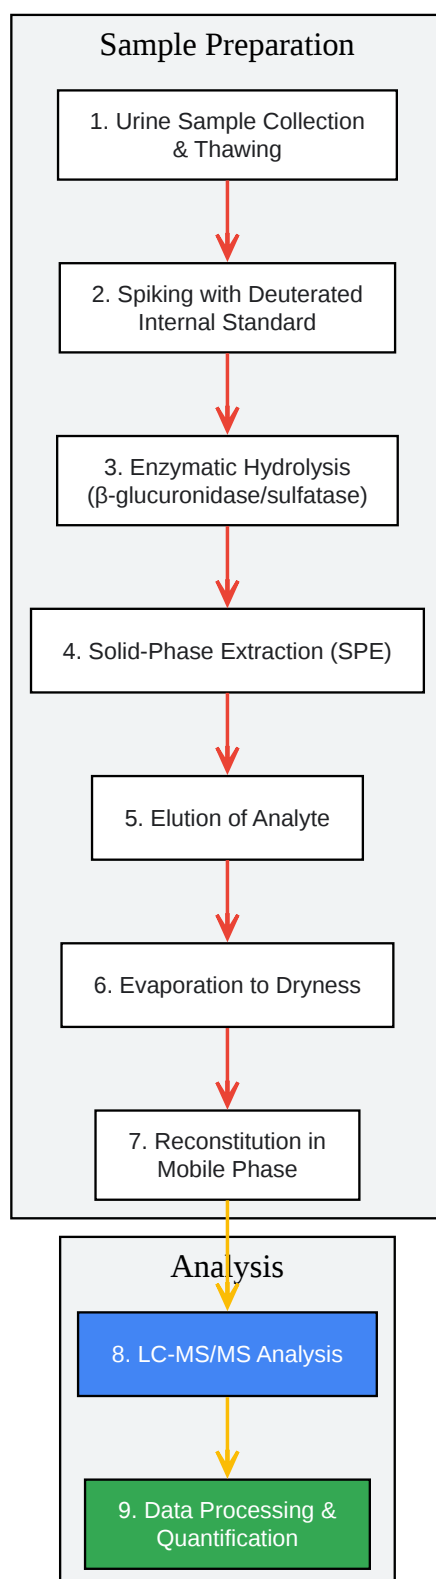 Sample Preparation
1. Urine Sample Collection
& Thawing
2. Spiking with Deuterated
Internal Standard
3. Enzymatic Hydrolysis
(β-glucuronidase/sulfatase)
4. Solid-Phase Extraction (SPE)
5. Elution of Analyte
6. Evaporation to Dryness
7. Reconstitution in
Mobile Phase
Analysis
8. LC-MS/MS Analysis
9. Data Processing &
Quantification